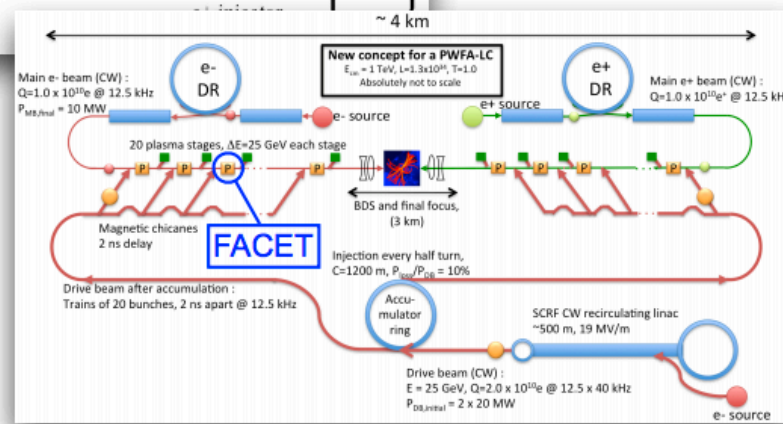 ~ 4 km
New concept for a PWFA-LC
E_cm = 1 TeV, L=1.3x10³⁴, T=1.0
Absolutely not to scale
Main e- beam (CW) :
Q=1.0 x 10¹⁰e @ 12.5 kHz
P_MB,final = 10 MW
e-
DR
e- source
e+ source
e+
DR
Main e+ beam (CW) :
Q=1.0 x 10¹⁰e⁺ @ 12.5 kH
20 plasma stages, ΔE=25 GeV each stage
P
P
P
P
P
P
P
P
Magnetic chicanes
2 ns delay
FACET
BDS and final focus,
(3 km)
Injection every half turn,
C=1200 m, P_loss/P_DB = 10%
Drive beam after accumulation :
Trains of 20 bunches, 2 ns apart @ 12.5 kHz
Accu-
mulator
ring
SCRF CW recirculating linac
~500 m, 19 MV/m
Drive beam (CW) :
E = 25 GeV, Q=2.0 x 10¹⁰e @ 12.5 x 40 kHz
P_DB,initial = 2 x 20 MW
e- source